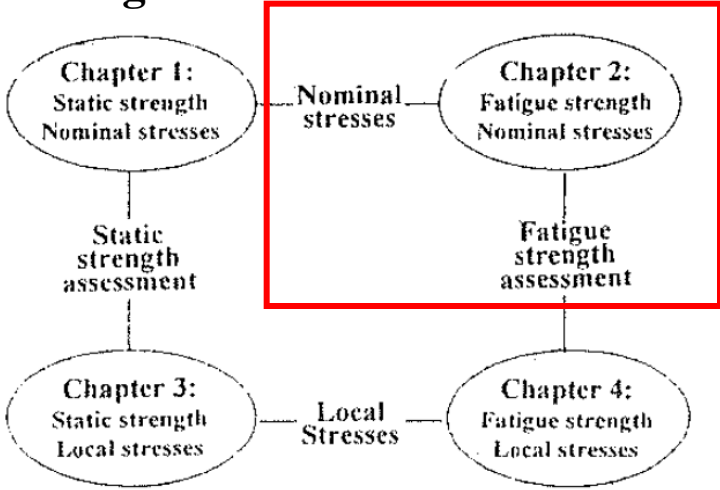 Chapter 1:
Static strength
Nominal stresses
Nominal
stresses
Chapter 2:
Fatigue strength
Nominal stresses
Static
strength
assessment
Fatigue
strength
assessment
Chapter 3:
Static strength
Local stresses
Local
Stresses
Chapter 4:
Fatigue strength
Local stresses